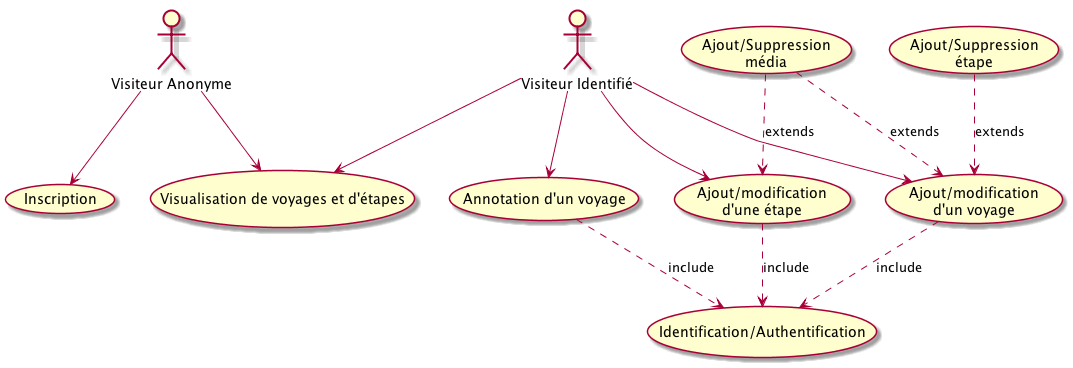 Ajout/Suppression
média
Ajout/Suppression
étape
Visiteur Anonyme
Visiteur Identifié
extends
extends
extends
Inscription
Visualisation de voyages et d'étapes
Annotation d'un voyage
Ajout/modification
d'une étape
Ajout/modification
d'un voyage
include
include
include
Identification/Authentification